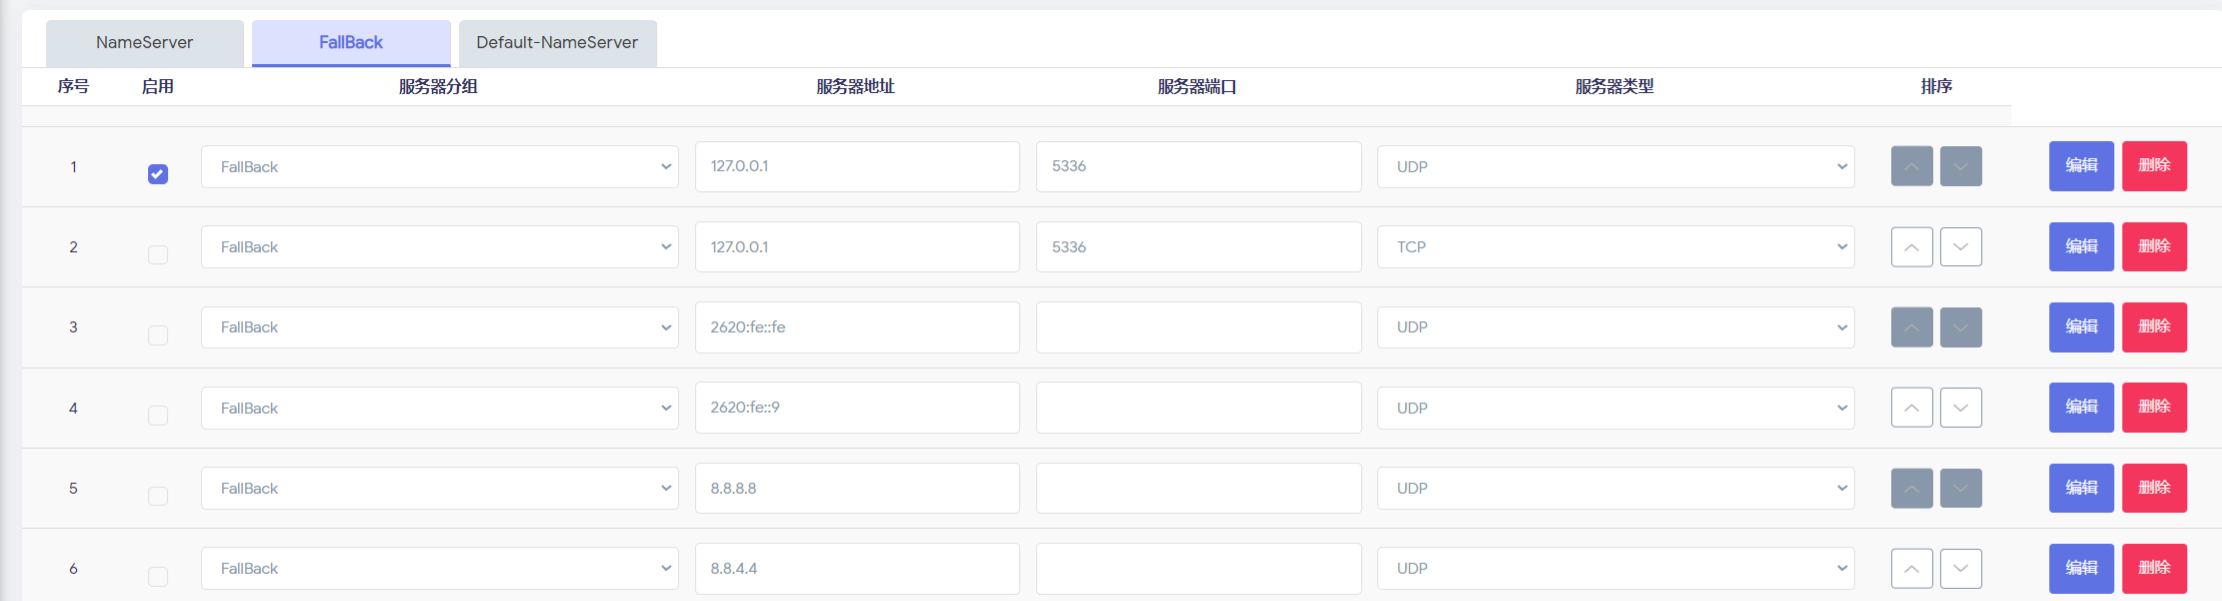 NameServer FallBack Default-NameServer
序号 启用 服务器分组 服务器地址 服务器端口 服务器类型 排序
1 FallBack 127.0.0.1 5336 UDP 编辑 删除
2 FallBack 127.0.0.1 5336 TCP 编辑 删除
3 FallBack 2620:fe::fe UDP 编辑 删除
4 FallBack 2620:fe::9 UDP 编辑 删除
5 FallBack 8.8.8.8 UDP 编辑 删除
6 FallBack 8.8.4.4 UDP 编辑 删除